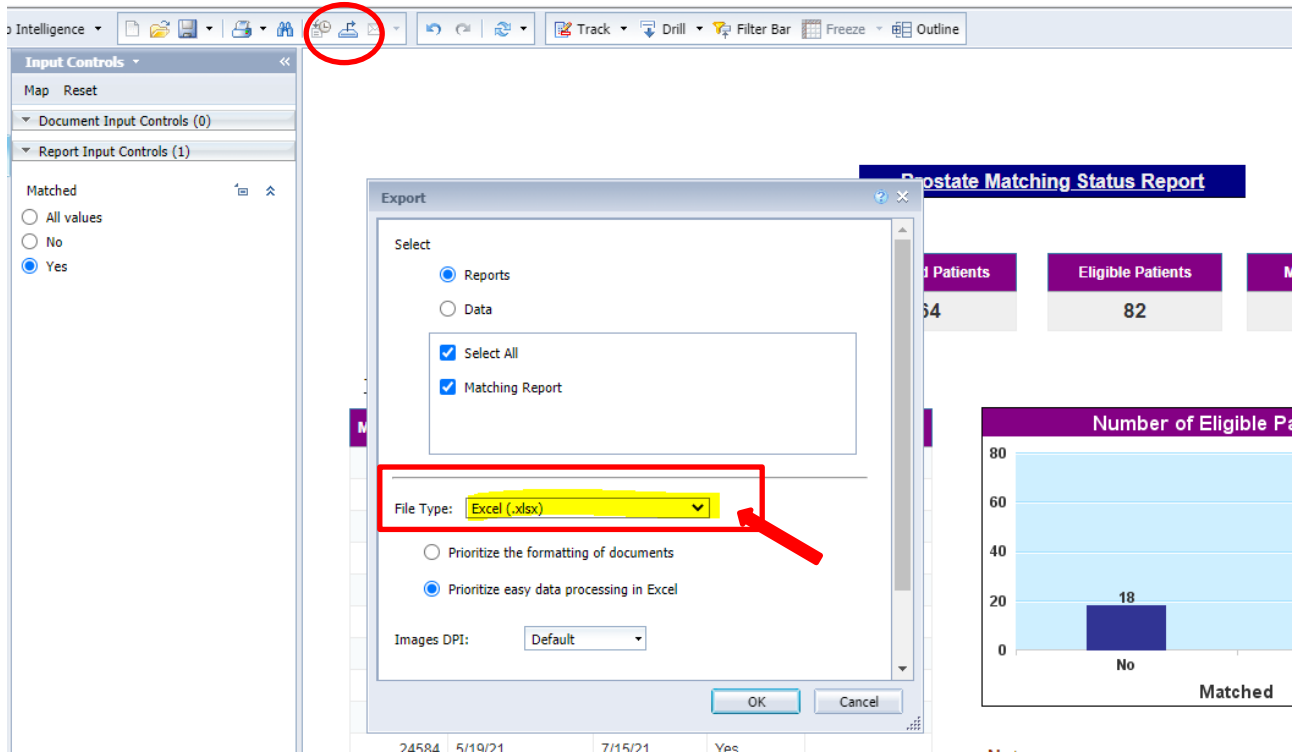 Intelligence
Track Drill Filter Bar Freeze Outline
Input Controls
Map Reset
Document Input Controls (0)
Report Input Controls (1)
Matched
All values
No
Yes
Prostate Matching Status Report
Patients
Eligible Patients
M
64
82
Export
Select
Reports
Data
Select All
Matching Report
File Type: Excel (.xlsx)
Prioritize the formatting of documents
Prioritize easy data processing in Excel
Images DPI: Default
OK Cancel
M
Number of Eligible Pa
80
60
40
20
0
18
No
Matched
24584 5/19/21 7/15/21 Yes